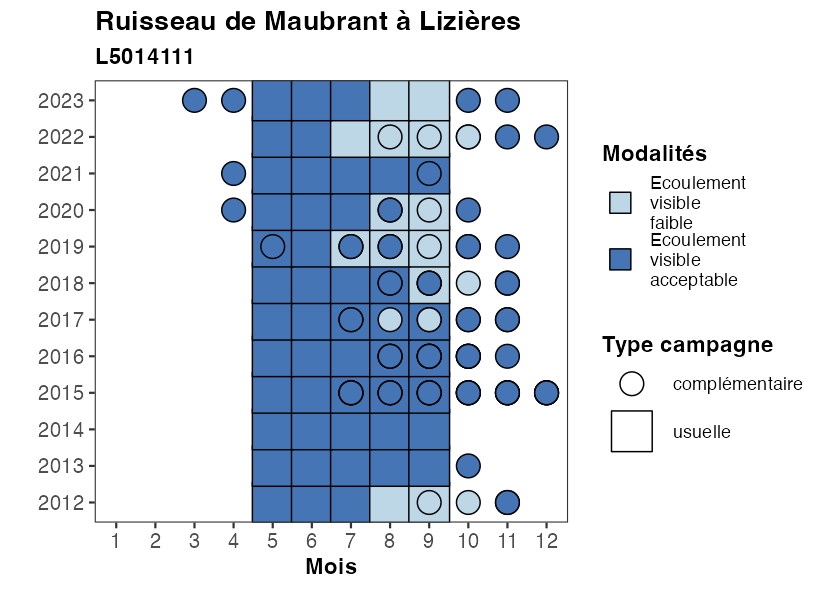 Ruisseau de Maubrant à Lizières
L5014111
2023
2022
2021
2020
2019
2018
2017
2016
2015
2014
2013
2012
1 2 3 4 5 6 7 8 9 10 11 12
Mois
Modalités
Ecoulement
visible
faible
Ecoulement
visible
acceptable
Type campagne
complémentaire
usuelle